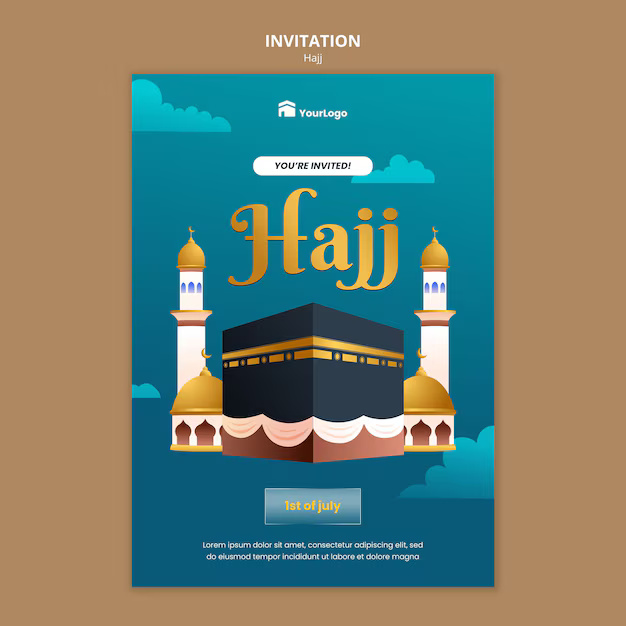 INVITATION
Hajj
YourLogo
YOU'RE INVITED!
Hajj
1st of july
Lorem ipsum dolor sit amet, consectetur adipiscing elit, sed do
eiusmod tempor incididunt ut labore et dolore magna